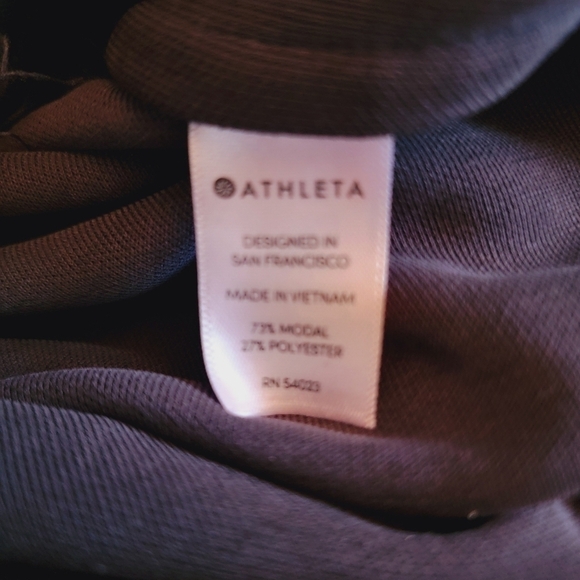 ATHLETA
DESIGNED IN
SAN FRANCISCO
MADE IN VIETNAM
73% MODAL
27% POLYESTER
RN 54023